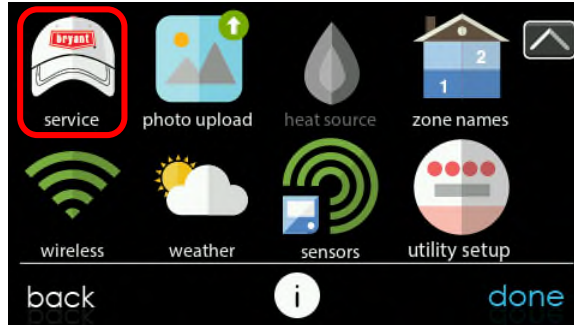 bryant
service photo upload heat source zone names
2
1
wireless weather sensors utility setup
back i done